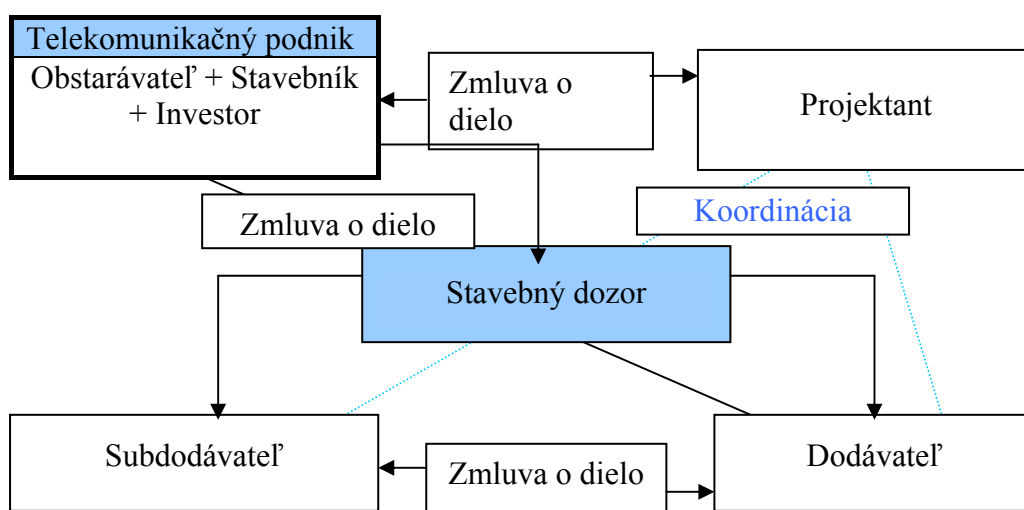 Telekomunikačný podnik
Obstarávateľ + Stavebník
+ Investor
Zmluva o
dielo
Projektant
Zmluva o dielo
Koordinácia
Stavebný dozor
Subdodávateľ
Zmluva o dielo
Dodávateľ